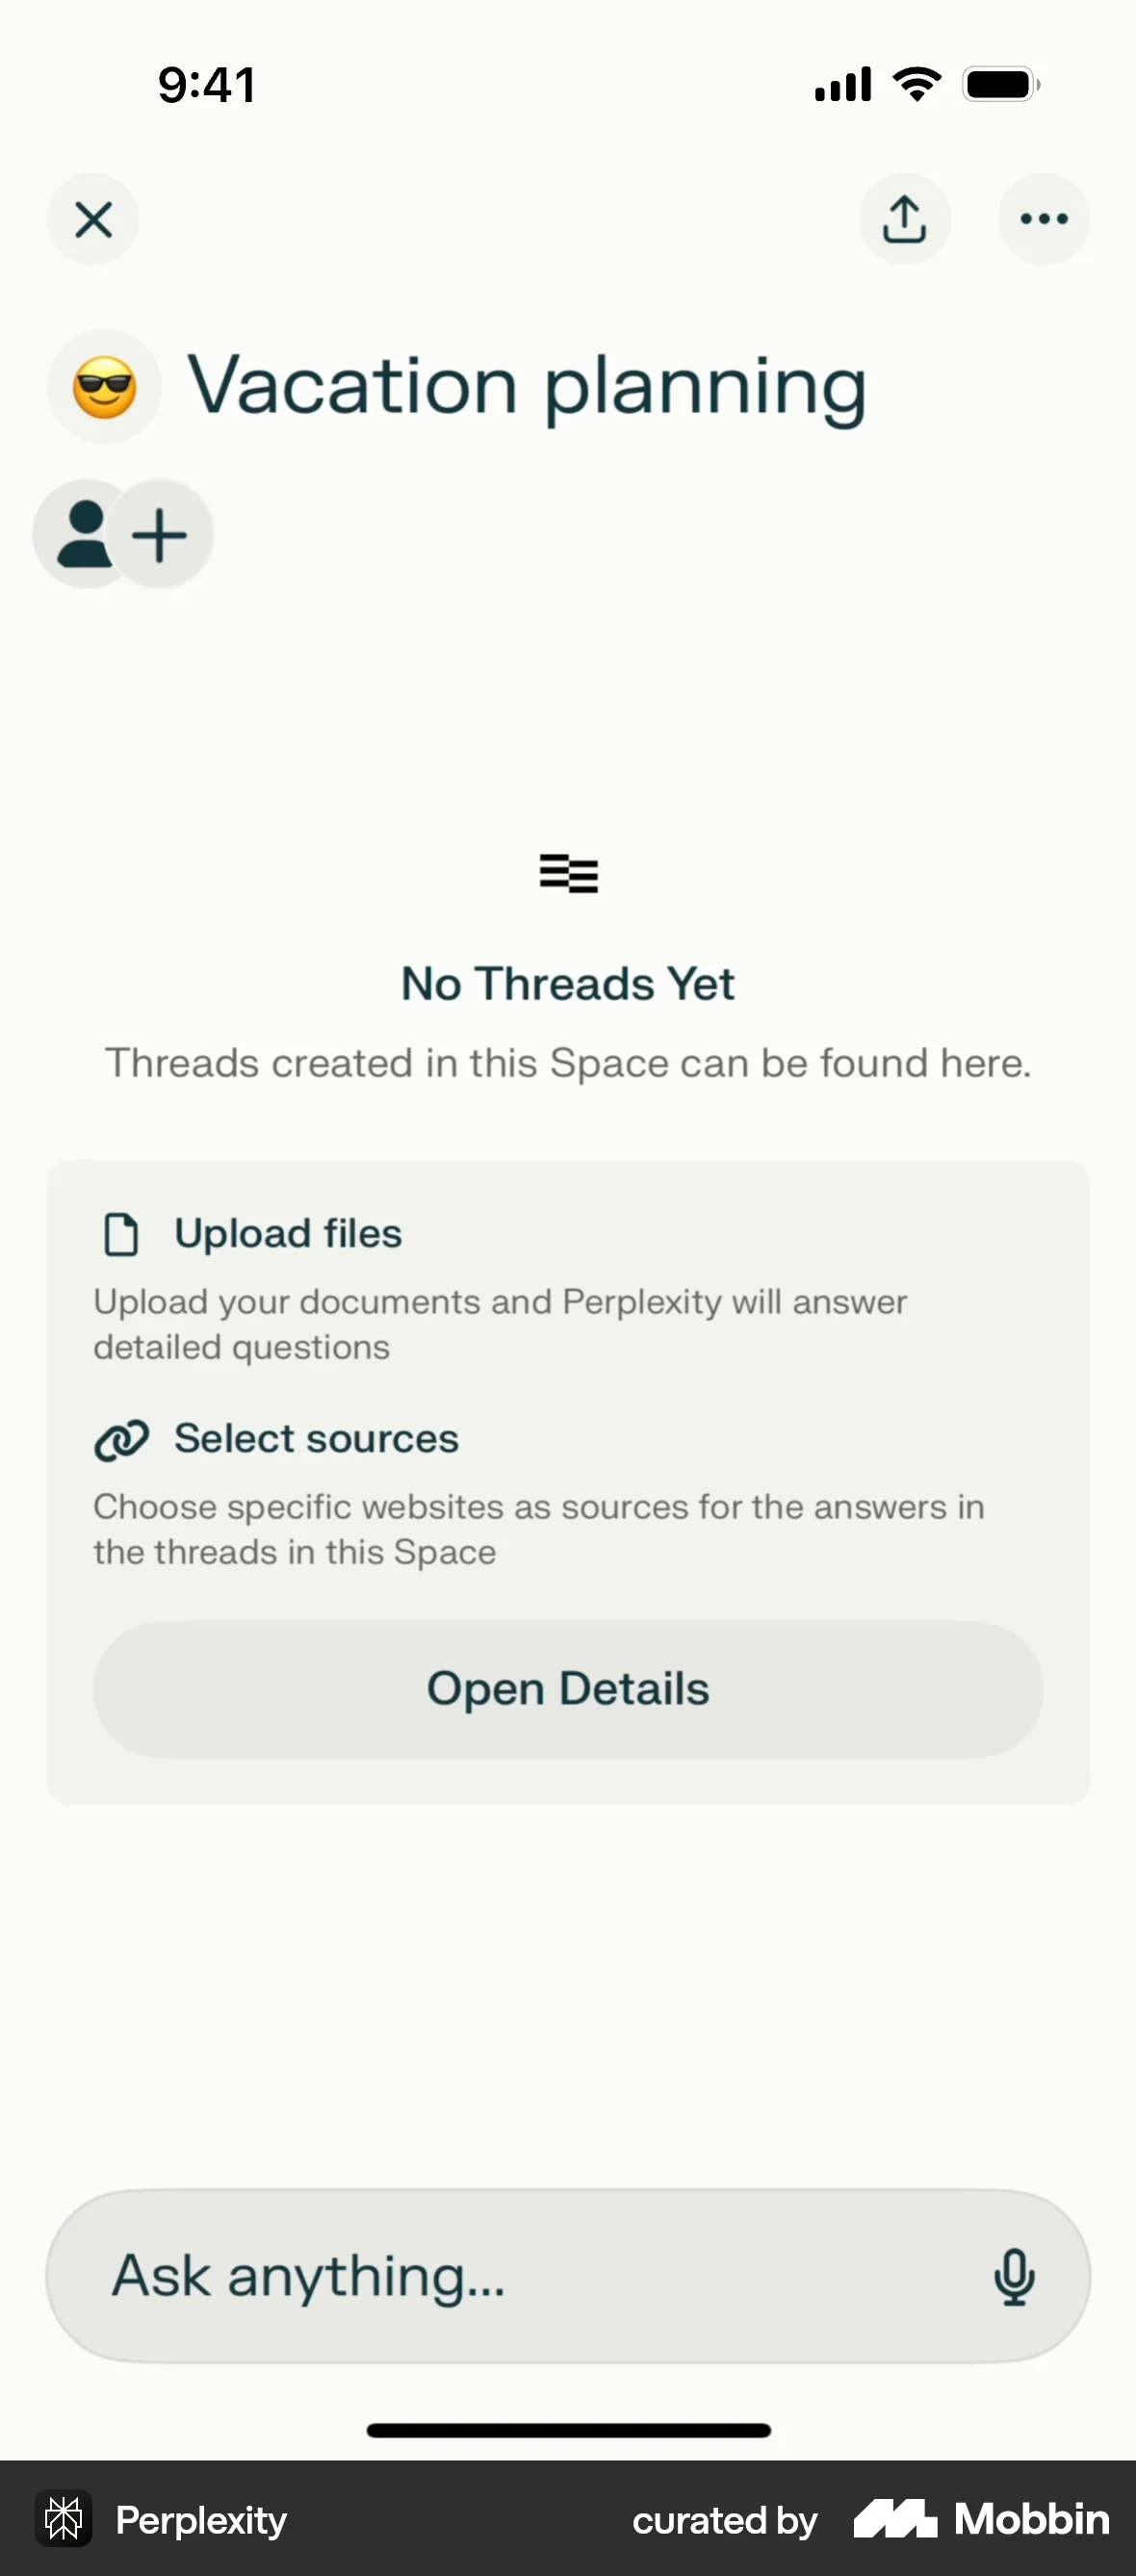 9:41
Vacation planning
No Threads Yet
Threads created in this Space can be found here.
Upload files
Upload your documents and Perplexity will answer
detailed questions
Select sources
Choose specific websites as sources for the answers in
the threads in this Space
Open Details
Ask anything...
Perplexity
curated by Mobbin